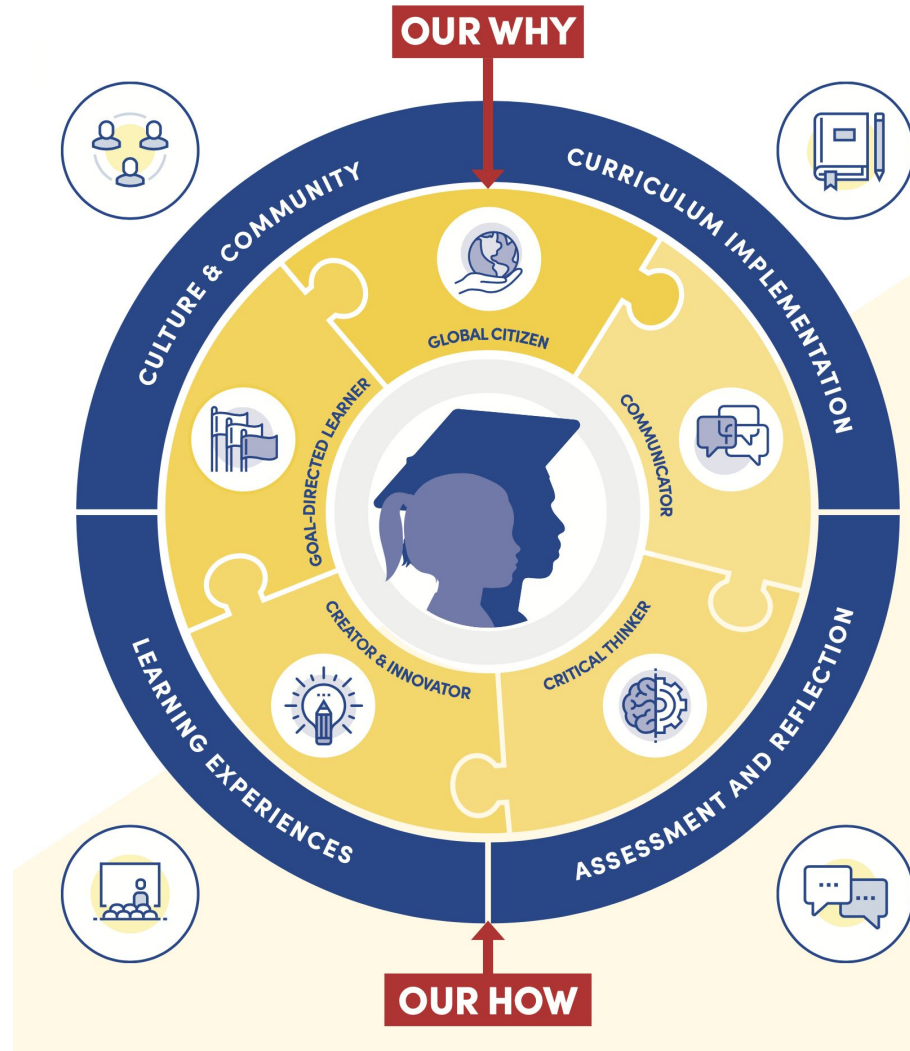 OUR WHY
CULTURE & COMMUNITY
CURRICULUM IMPLEMENTATION
GLOBAL CITIZEN
GOAL-DIRECTED LEARNER
COMMUNICATOR
CREATOR & INNOVATOR
CRITICAL THINKER
LEARNING EXPERIENCES
ASSESSMENT AND REFLECTION
OUR HOW